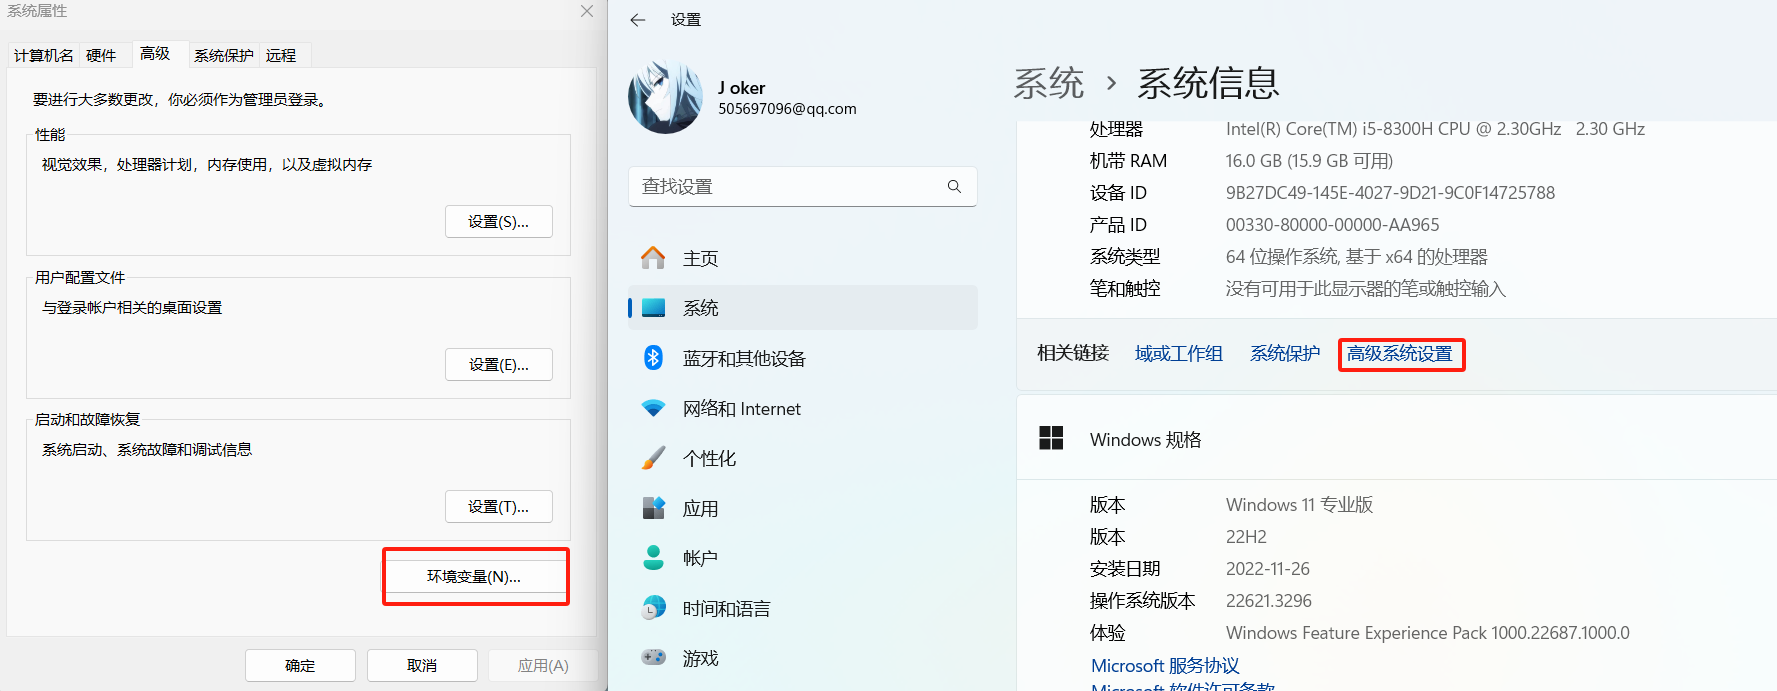 系统属性
计算机名 硬件 高级 系统保护 远程
要进行大多数更改，你必须作为管理员登录。
性能
视觉效果，处理器计划，内存使用，以及虚拟内存
设置(S)...
用户配置文件
与登录帐户相关的桌面设置
设置(E)...
启动和故障恢复
系统启动、系统故障和调试信息
设置(T)...
环境变量(N)...
确定 取消 应用(A)
设置
J oker
505697096@qq.com
查找设置
主页
系统
蓝牙和其他设备
网络和 Internet
个性化
应用
帐户
时间和语言
游戏
系统 › 系统信息
处理器 Intel(R) Core(TM) i5-8300H CPU @ 2.30GHz 2.30 GHz
机带 RAM 16.0 GB (15.9 GB 可用)
设备 ID 9B27DC49-145E-4027-9D21-9C0F14725788
产品 ID 00330-80000-00000-AA965
系统类型 64 位操作系统, 基于 x64 的处理器
笔和触控 没有可用于此显示器的笔或触控输入
相关链接 域或工作组 系统保护 高级系统设置
Windows 规格
版本 Windows 11 专业版
版本 22H2
安装日期 2022-11-26
操作系统版本 22621.3296
体验 Windows Feature Experience Pack 1000.22687.1000.0
Microsoft 服务协议
Microsoft 软件许可条款